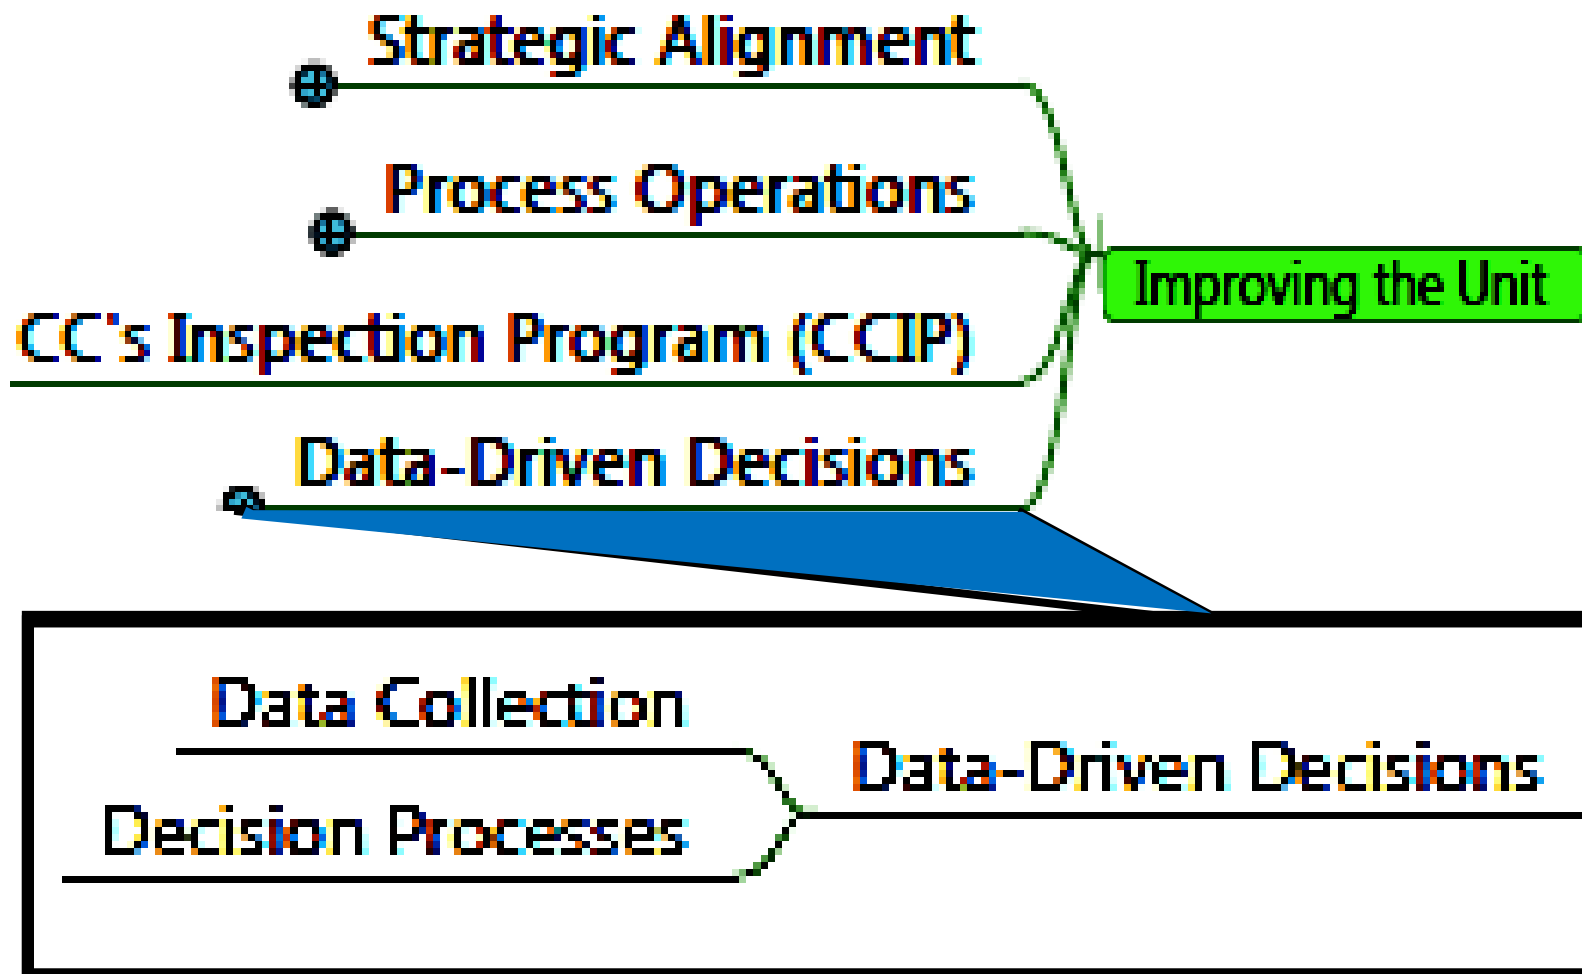 Strategic Alignment
Process Operations
Improving the Unit
CC's Inspection Program (CCIP)
Data-Driven Decisions
Data Collection
Data-Driven Decisions
Decision Processes